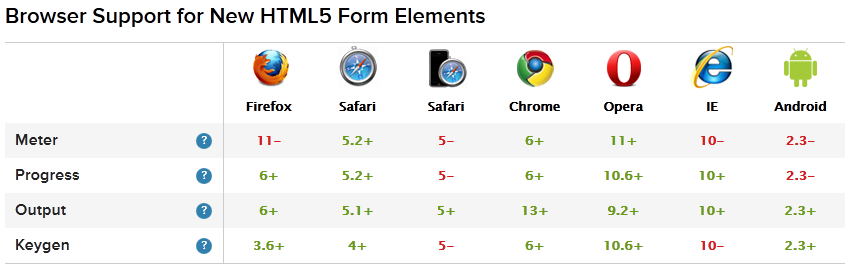 Browser Support for New HTML5 Form Elements
Firefox Safari Safari Chrome Opera IE Android
Meter ? 11– 5.2+ 5– 6+ 11+ 10– 2.3–
Progress ? 6+ 5.2+ 5– 6+ 10.6+ 10+ 2.3–
Output ? 6+ 5.1+ 5+ 13+ 9.2+ 10+ 2.3+
Keygen ? 3.6+ 4+ 5– 6+ 10.6+ 10– 2.3+